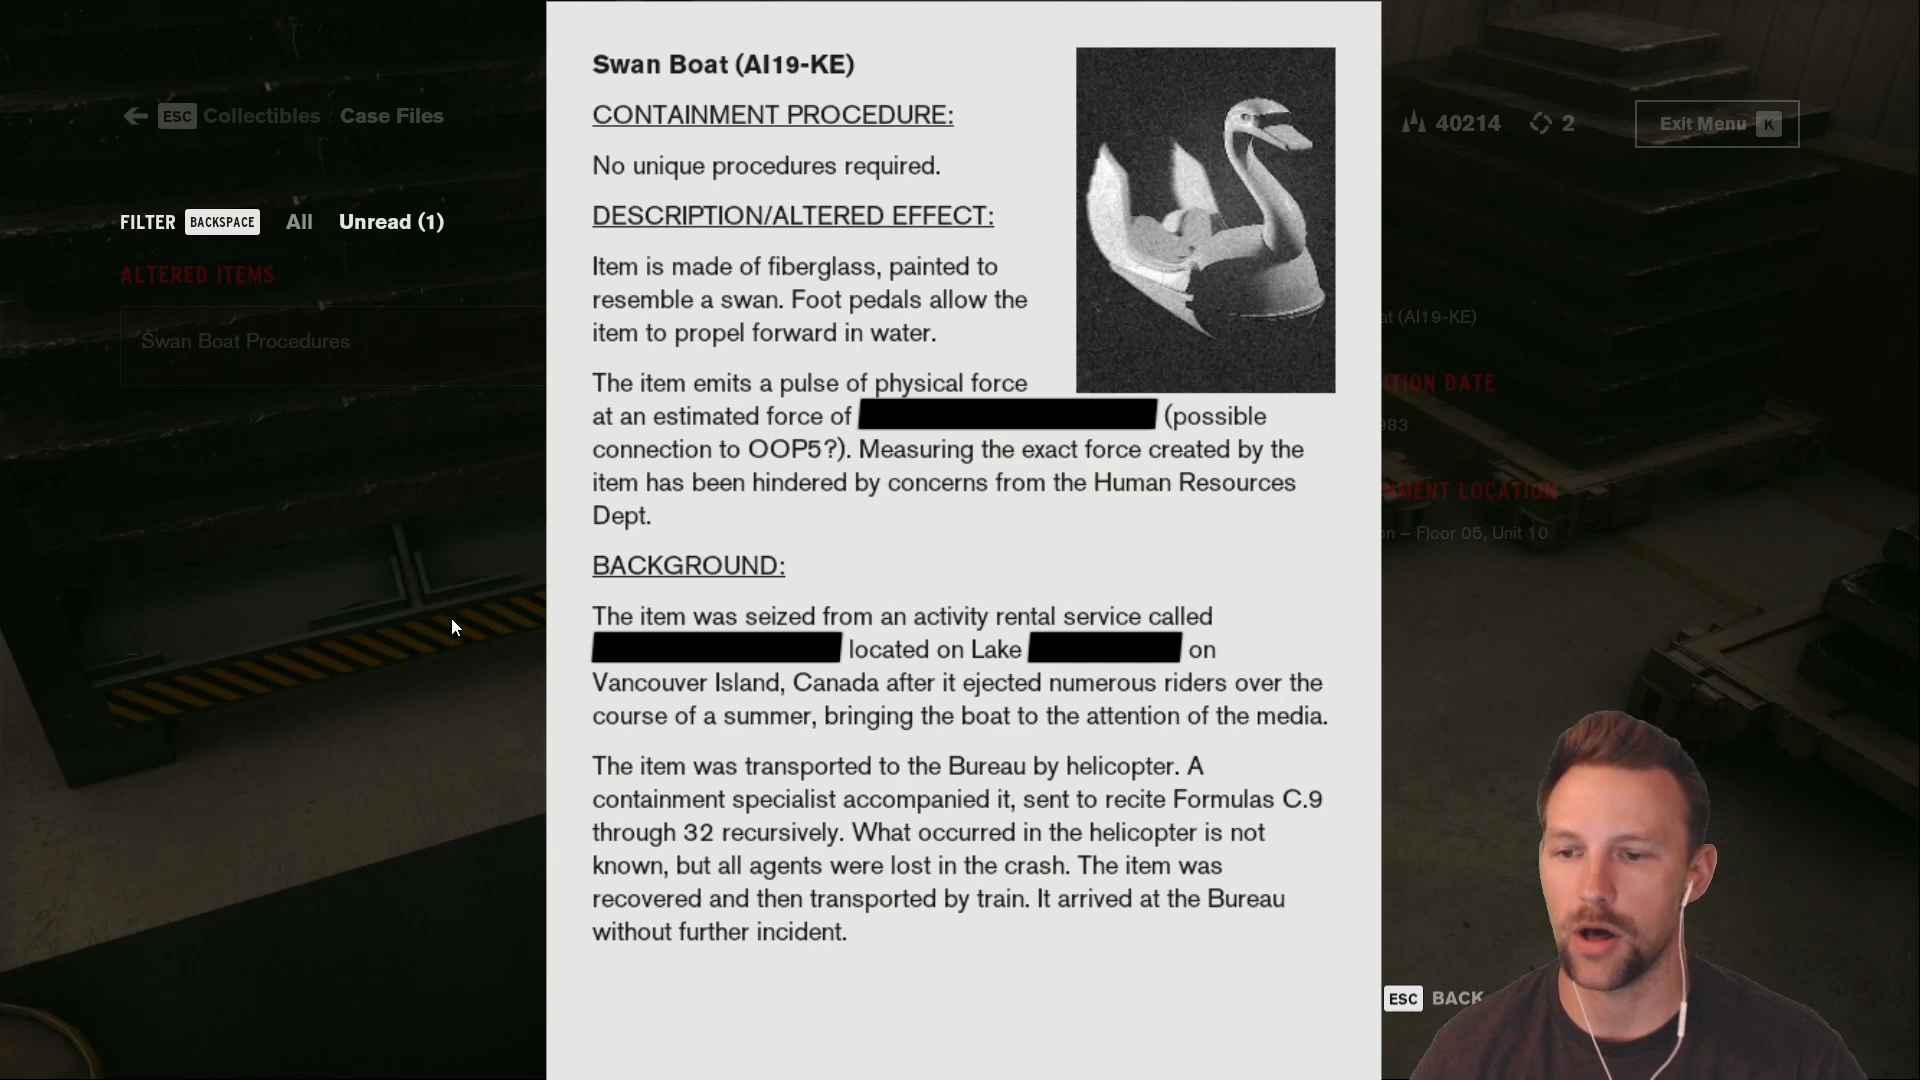 Swan Boat (AI19-KE)
CONTAINMENT PROCEDURE:
No unique procedures required.
DESCRIPTION/ALTERED EFFECT:
Item is made of fiberglass, painted to
resemble a swan. Foot pedals allow the
item to propel forward in water.
The item emits a pulse of physical force
at an estimated force of (possible
connection to OOP5?). Measuring the exact force created by the
item has been hindered by concerns from the Human Resources
Dept.
BACKGROUND:
The item was seized from an activity rental service called
located on Lake on
Vancouver Island, Canada after it ejected numerous riders over the
course of a summer, bringing the boat to the attention of the media.
The item was transported to the Bureau by helicopter. A
containment specialist accompanied it, sent to recite Formulas C.9
through 32 recursively. What occurred in the helicopter is not
known, but all agents were lost in the crash. The item was
recovered and then transported by train. It arrived at the Bureau
without further incident.
ESC Collectibles / Case Files
FILTER BACKSPACE All Unread (1)
ALTERED ITEMS
Swan Boat Procedures
40214 2
Exit Menu K
(AI19-KE)
DATE
LOCATION
– Floor 05, Unit 10
ESC BACK